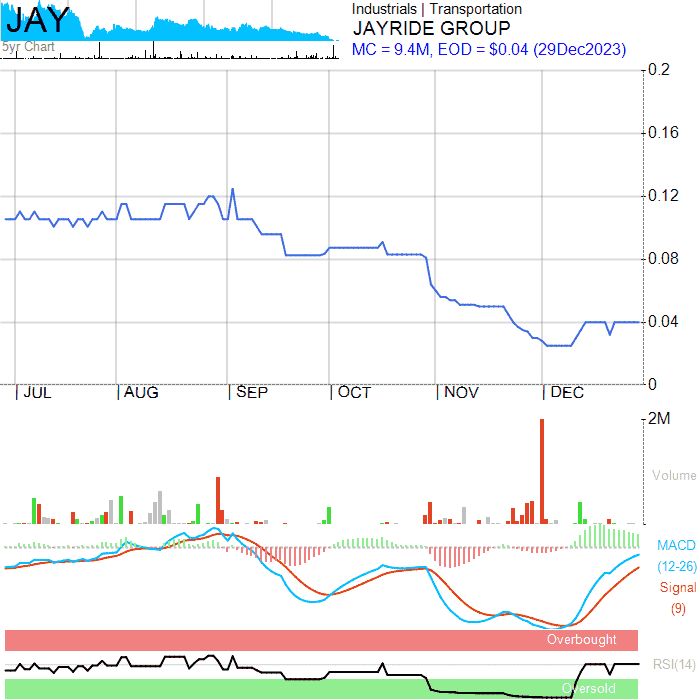 JAY
5yr Chart
Industrials | Transportation
JAYRIDE GROUP
MC = 9.4M, EOD = $0.04 (29Dec2023)
0.2
0.16
0.12
0.08
0.04
0
| JUL | AUG | SEP | OCT | NOV | DEC
2M
Volume
MACD
(12-26)
Signal
(9)
Overbought
RSI(14)
Oversold